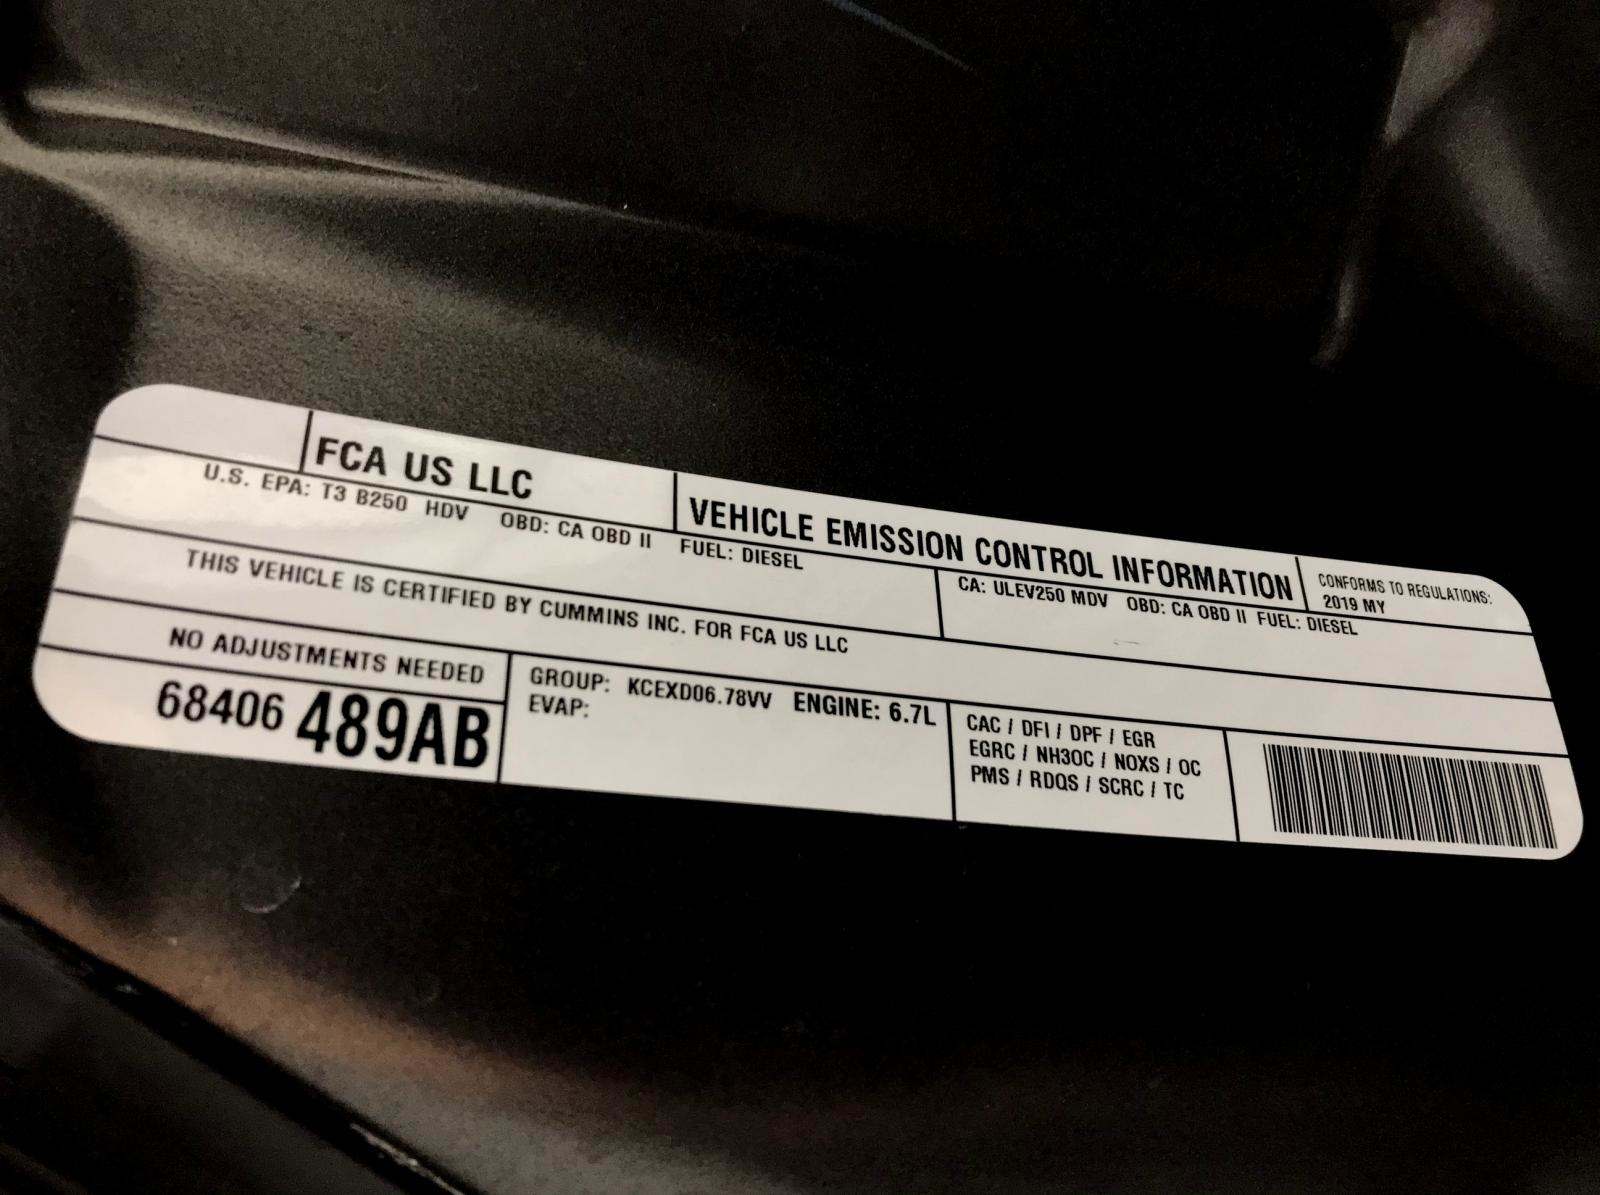 FCA US LLC
VEHICLE EMISSION CONTROL INFORMATION
CONFORMS TO REGULATIONS:
2019 MY
U.S. EPA: T3 B250 HDV OBD: CA OBD II FUEL: DIESEL
CA: ULEV250 MDV OBD: CA OBD II FUEL: DIESEL
THIS VEHICLE IS CERTIFIED BY CUMMINS INC. FOR FCA US LLC
NO ADJUSTMENTS NEEDED
68406 489AB
GROUP: KCEXD06.78VV ENGINE: 6.7L
EVAP:
CAC / DFI / DPF / EGR
EGRC / NH3OC / NOXS / OC
PMS / RDQS / SCRC / TC